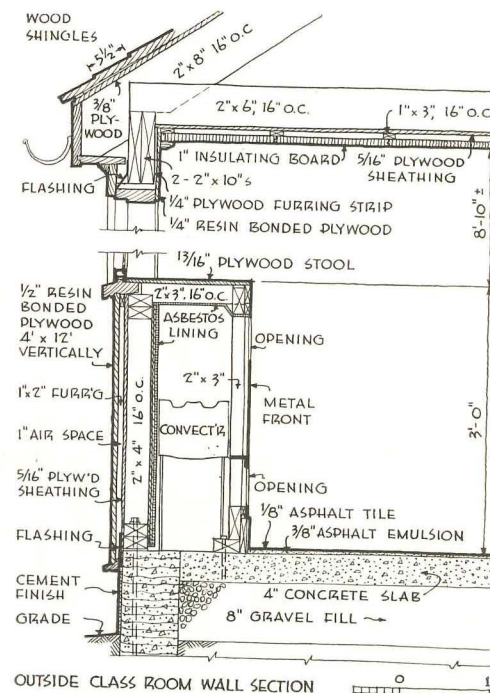 WOOD
SHINGLES
5½"
2"x8" 16"O.C.
3/8"
PLY-
WOOD
2"x6", 16"O.C.
1"x3", 16"O.C
1" INSULATING BOARD
5/16" PLYWOOD
SHEATHING
FLASHING
2-2"x10"s
¼" PLYWOOD FURRING STRIP
¼" RESIN BONDED PLYWOOD
8'-10"±
13/16" PLYWOOD STOOL
½" RESIN
BONDED
PLYWOOD
4' x 12'
VERTICALLY
2"x3", 16"O.C.
ASBESTOS
LINING
OPENING
2"x3"
1"x2" FURR'G
METAL
FRONT
2"x4" 16"O.C.
CONVECT'R
3'-0"
1" AIR SPACE
5/16" PLYW'D
SHEATHING
OPENING
1/8" ASPHALT TILE
3/8" ASPHALT EMULSION
FLASHING
CEMENT
FINISH
4" CONCRETE SLAB
8" GRAVEL FILL
GRADE
OUTSIDE CLASS ROOM WALL SECTION
0
1